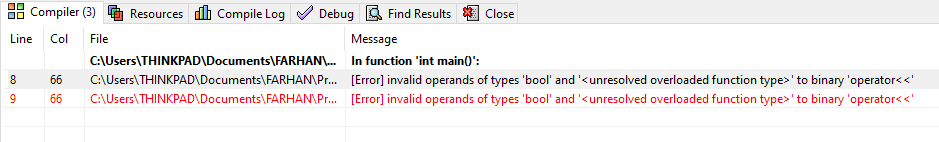 Compiler (3) Resources Compile Log Debug Find Results Close
Line Col File Message
C:\Users\THINKPAD\Documents\FARHAN\... In function 'int main()':
8 66 C:\Users\THINKPAD\Documents\FARHAN\Pr... [Error] invalid operands of types 'bool' and '<unresolved overloaded function type>' to binary 'operator<<'
9 66 C:\Users\THINKPAD\Documents\FARHAN\Pr... [Error] invalid operands of types 'bool' and '<unresolved overloaded function type>' to binary 'operator<<'